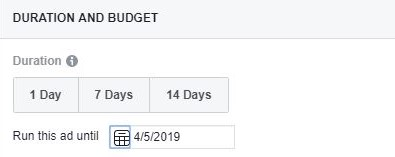 DURATION AND BUDGET
Duration
1 Day 7 Days 14 Days
Run this ad until 4/5/2019